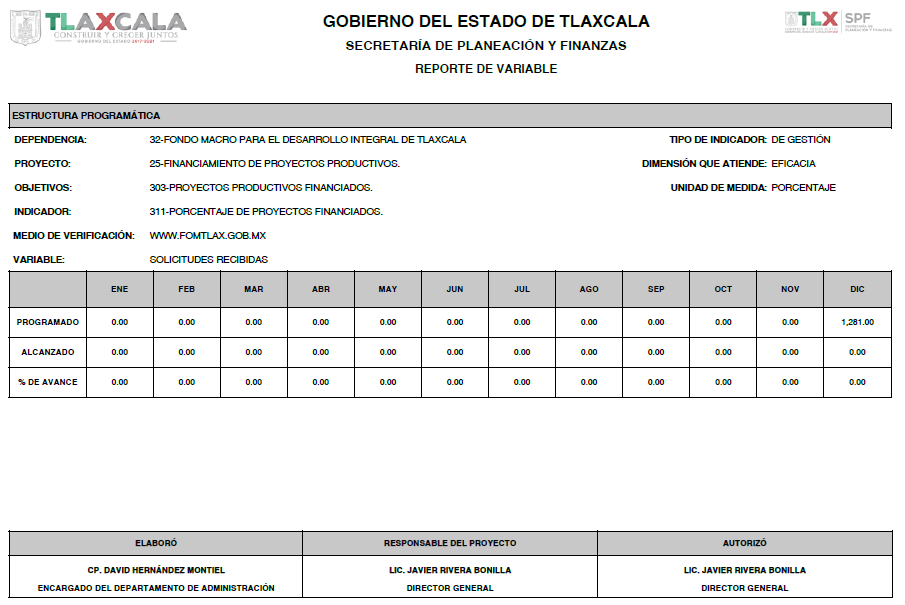 TLAXCALA
CONSTRUIR Y CRECER JUNTOS
GOBIERNO DEL ESTADO 2017-2021
GOBIERNO DEL ESTADO DE TLAXCALA
SECRETARÍA DE PLANEACIÓN Y FINANZAS
REPORTE DE VARIABLE
TLX SPF
SECRETARÍA DE
PLANEACIÓN Y FINANZAS
ESTRUCTURA PROGRAMÁTICA
DEPENDENCIA: 32-FONDO MACRO PARA EL DESARROLLO INTEGRAL DE TLAXCALA TIPO DE INDICADOR: DE GESTIÓN
PROYECTO: 25-FINANCIAMIENTO DE PROYECTOS PRODUCTIVOS. DIMENSIÓN QUE ATIENDE: EFICACIA
OBJETIVOS: 303-PROYECTOS PRODUCTIVOS FINANCIADOS. UNIDAD DE MEDIDA: PORCENTAJE
INDICADOR: 311-PORCENTAJE DE PROYECTOS FINANCIADOS.
MEDIO DE VERIFICACIÓN: WWW.FOMTLAX.GOB.MX
VARIABLE: SOLICITUDES RECIBIDAS
ENE FEB MAR ABR MAY JUN JUL AGO SEP OCT NOV DIC
PROGRAMADO 0.00 0.00 0.00 0.00 0.00 0.00 0.00 0.00 0.00 0.00 0.00 1,281.00
ALCANZADO 0.00 0.00 0.00 0.00 0.00 0.00 0.00 0.00 0.00 0.00 0.00 0.00
% DE AVANCE 0.00 0.00 0.00 0.00 0.00 0.00 0.00 0.00 0.00 0.00 0.00 0.00
ELABORÓ RESPONSABLE DEL PROYECTO AUTORIZÓ
CP. DAVID HERNÁNDEZ MONTIEL LIC. JAVIER RIVERA BONILLA LIC. JAVIER RIVERA BONILLA
ENCARGADO DEL DEPARTAMENTO DE ADMINISTRACIÓN DIRECTOR GENERAL DIRECTOR GENERAL